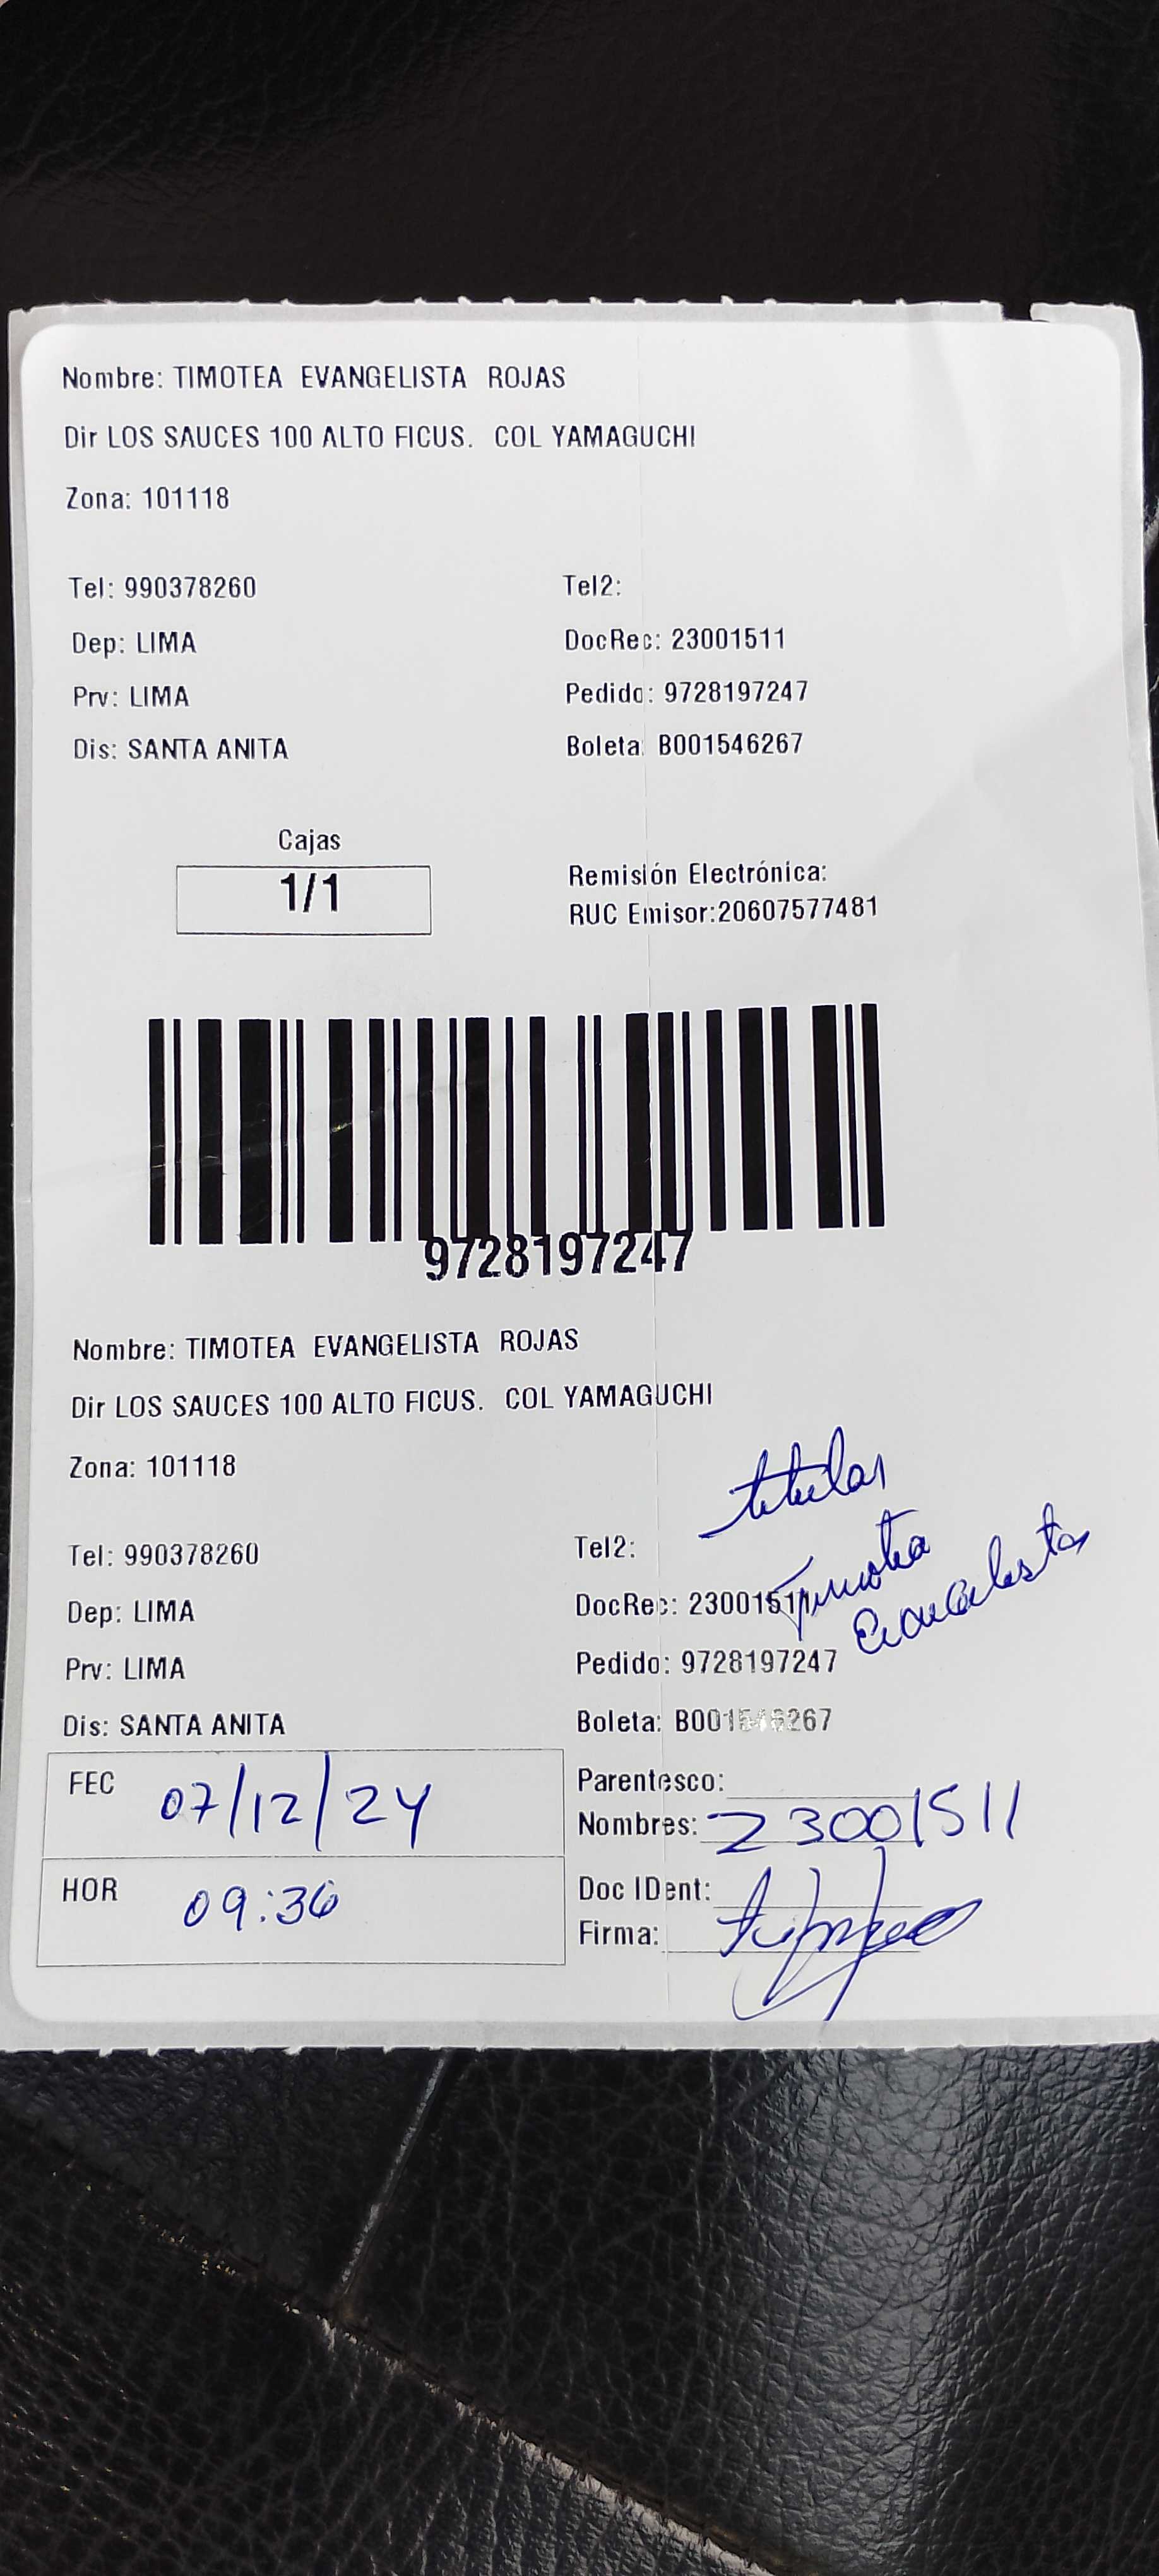 Nombre: TIMOTEA EVANGELISTA ROJAS
Dir LOS SAUCES 100 ALTO FICUS. COL YAMAGUCHI
Zona: 101118
Tel: 990378260 Tel2:
Dep: LIMA DocRec: 23001511
Prv: LIMA Pedido: 9728197247
Dis: SANTA ANITA Boleta: B001546267
Cajas
1/1
Remisión Electrónica:
RUC Emisor:20607577481
9728197247
Nombre: TIMOTEA EVANGELISTA ROJAS
Dir LOS SAUCES 100 ALTO FICUS. COL YAMAGUCHI
Zona: 101118
titular
Tel: 990378260 Tel2:
Timotea
Dep: LIMA DocRec: 23001511
Evangelista
Prv: LIMA Pedido: 9728197247
Dis: SANTA ANITA Boleta: B001546267
FEC 07/12/24
Parentesco:
Nombres: 23001511
HOR 09:36
Doc IDent:
Firma: